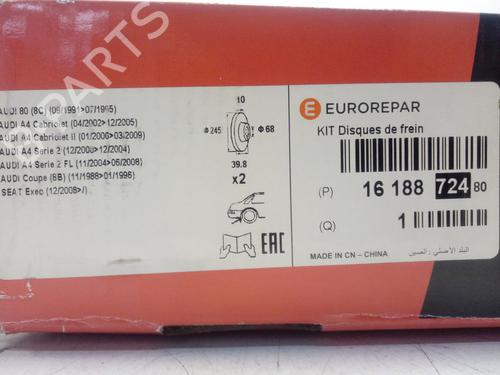 AUDI 80 (8C) (09/1991>07/1995)
AUDI A4 Cabriolet (04/2002>12/2005)
AUDI A4 Cabriolet II (01/2006>03/2009)
AUDI A4 Serie 2 (12/2000>12/2004)
AUDI A4 Serie 2 FL (11/2004>06/2008)
AUDI Coupe (8B) (11/1988>01/1996)
SEAT Exeo (12/2008>/)
10
Φ 245
Φ 68
39.8
x2
EAC
e EUROREPAR
KIT Disques de frein
(P) 16 188 724 80
(Q) 1
MADE IN CN – CHINA
البلد الأصلي: الصين
PARTS